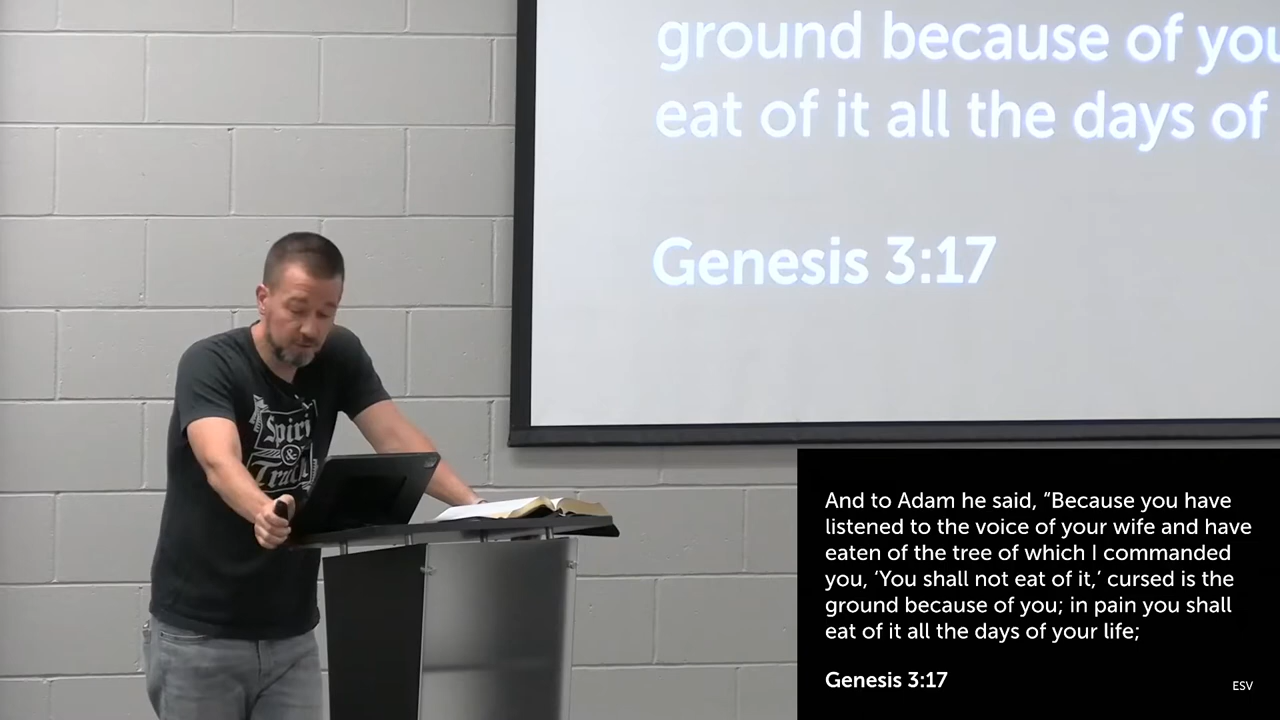 ground because of you
eat of it all the days of
Genesis 3:17
Spiri
&
Truth
And to Adam he said, “Because you have
listened to the voice of your wife and have
eaten of the tree of which I commanded
you, ‘You shall not eat of it,’ cursed is the
ground because of you; in pain you shall
eat of it all the days of your life;
Genesis 3:17
ESV